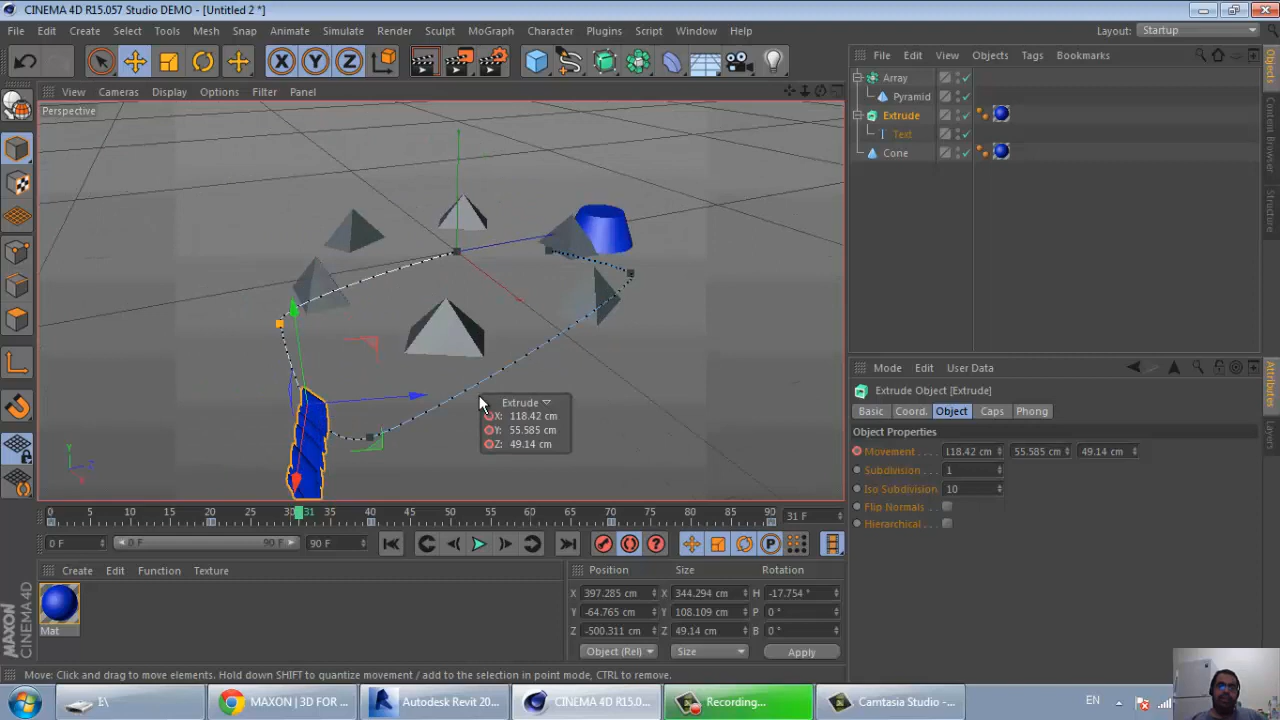 CINEMA 4D R15.057 Studio DEMO - [Untitled 2 *]
File Edit Create Select Tools Mesh Snap Animate Simulate Render Sculpt MoGraph Character Plugins Script Window Help Layout: Startup
X Y Z
File Edit View Objects Tags Bookmarks
View Cameras Display Options Filter Panel
Perspective
Array
Pyramid
Extrude
Text
Cone
Objects
Content Browser
Structure
Mode Edit User Data
Extrude Object [Extrude]
Basic Coord. Object Caps Phong
Object Properties
Movement . . . . 118.42 cm 55.585 cm 49.14 cm
Subdivision . . 1
Iso Subdivision 10
Flip Normals .
Hierarchical . .
Attributes
Layers
Extrude
X: 118.42 cm
Y: 55.585 cm
Z: 49.14 cm
Y
Z
X
0 5 10 15 20 25 31 35 40 45 50 55 60 65 70 75 80 85 90 31 F
0 F 0 F 90 F 90 F
Create Edit Function Texture
Mat
Position Size Rotation
X 397.285 cm X 344.294 cm H -17.754 °
Y -64.765 cm Y 108.109 cm P 0 °
Z -500.311 cm Z 49.14 cm B 0 °
Object (Rel) Size Apply
MAXON CINEMA 4D
Move: Click and drag to move elements. Hold down SHIFT to quantize movement / add to the selection in point mode, CTRL to remove.
E:\ MAXON | 3D FOR ... Autodesk Revit 20... CINEMA 4D R15.0... Recording... Camtasia Studio -... EN